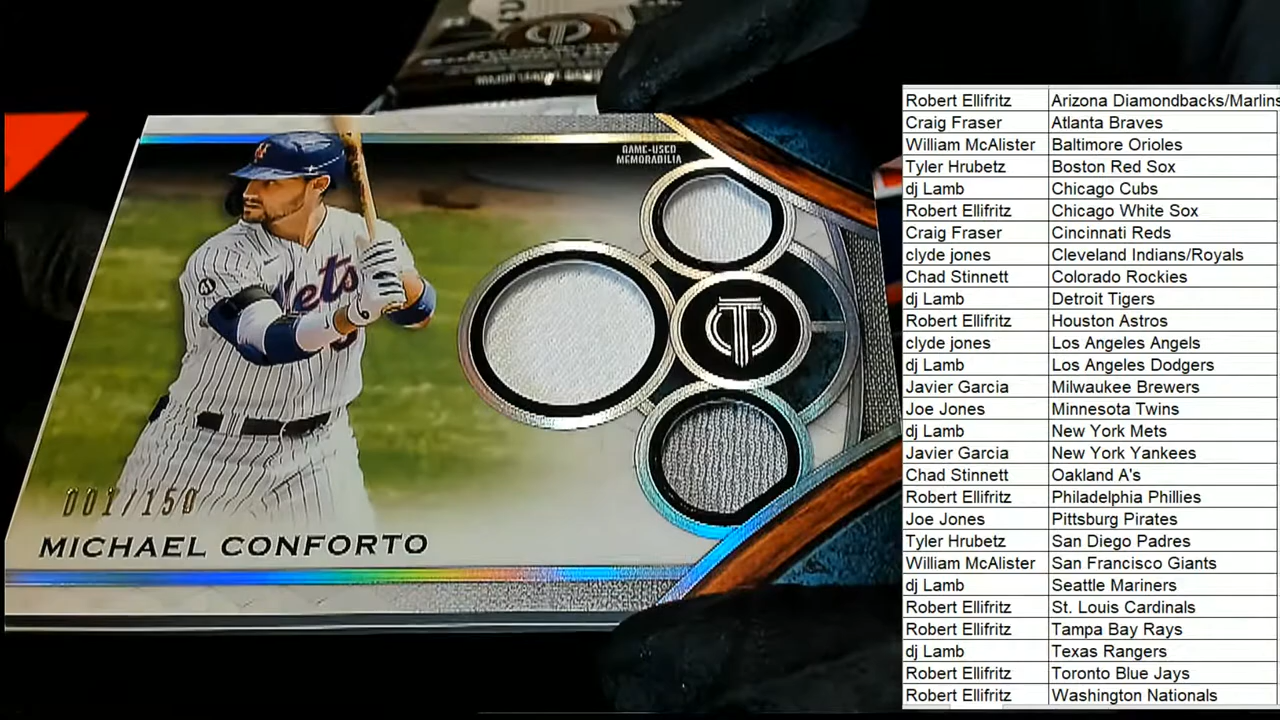 GAME-USED
MEMORABILIA
Mets
001/150
MICHAEL CONFORTO
Robert Ellifritz Arizona Diamondbacks/Marlins
Craig Fraser Atlanta Braves
William McAlister Baltimore Orioles
Tyler Hrubetz Boston Red Sox
dj Lamb Chicago Cubs
Robert Ellifritz Chicago White Sox
Craig Fraser Cincinnati Reds
clyde jones Cleveland Indians/Royals
Chad Stinnett Colorado Rockies
dj Lamb Detroit Tigers
Robert Ellifritz Houston Astros
clyde jones Los Angeles Angels
dj Lamb Los Angeles Dodgers
Javier Garcia Milwaukee Brewers
Joe Jones Minnesota Twins
dj Lamb New York Mets
Javier Garcia New York Yankees
Chad Stinnett Oakland A's
Robert Ellifritz Philadelphia Phillies
Joe Jones Pittsburg Pirates
Tyler Hrubetz San Diego Padres
William McAlister San Francisco Giants
dj Lamb Seattle Mariners
Robert Ellifritz St. Louis Cardinals
Robert Ellifritz Tampa Bay Rays
dj Lamb Texas Rangers
Robert Ellifritz Toronto Blue Jays
Robert Ellifritz Washington Nationals